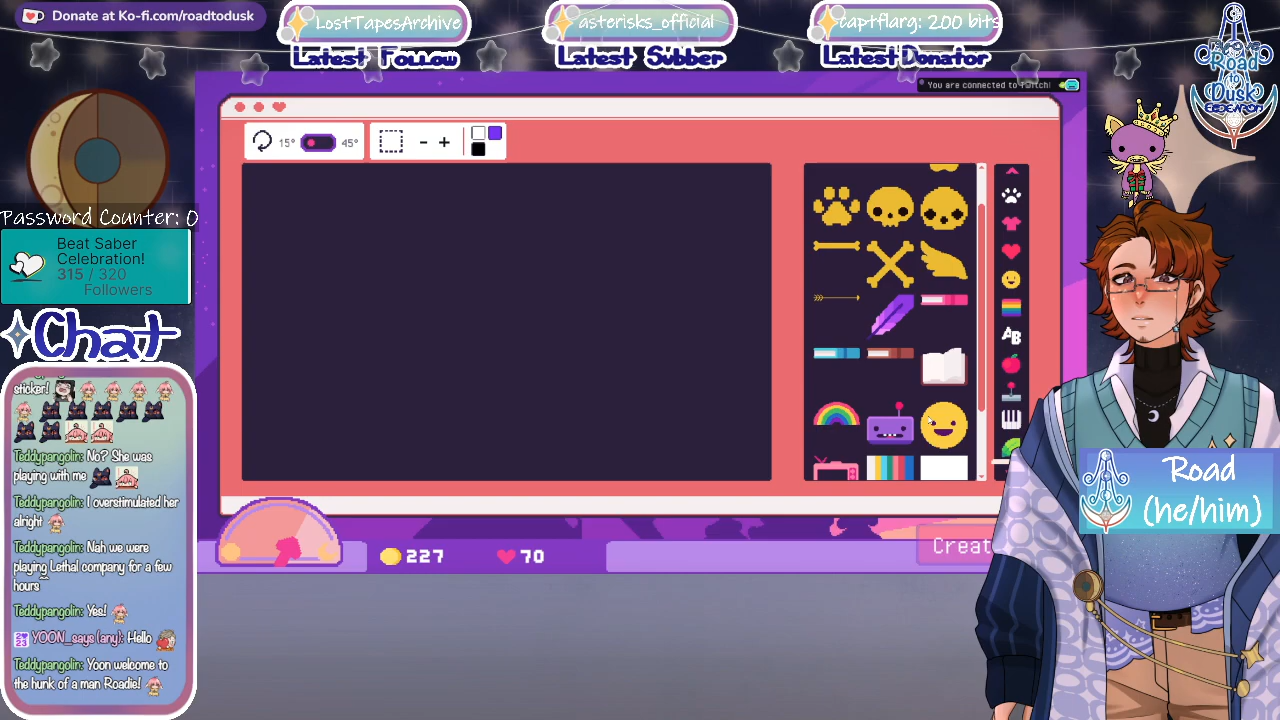 Donate at Ko-fi.com/roadtodusk
LostTapesArchive
Latest Follow
asterisks_official
Latest Subber
captflarg: 200 bits
Latest Donator
Road
to
Dusk
You are connected to Twitch!
15°
45°
- +
Password Counter: 0
Beat Saber
Celebration!
315 / 320
Followers
Chat
sticker!
Teddypangolin: No? She was
playing with me
Teddypangolin: I overstimulated her
alright
Teddypangolin: Nah we were
playing Lethal company for a few
hours
Teddypangolin: Yes!
YOON_says (any): Hello
Teddypangolin: Yoon welcome to
the hunk of a man Roadie!
AB
227
70
Creat
Road
(he/him)